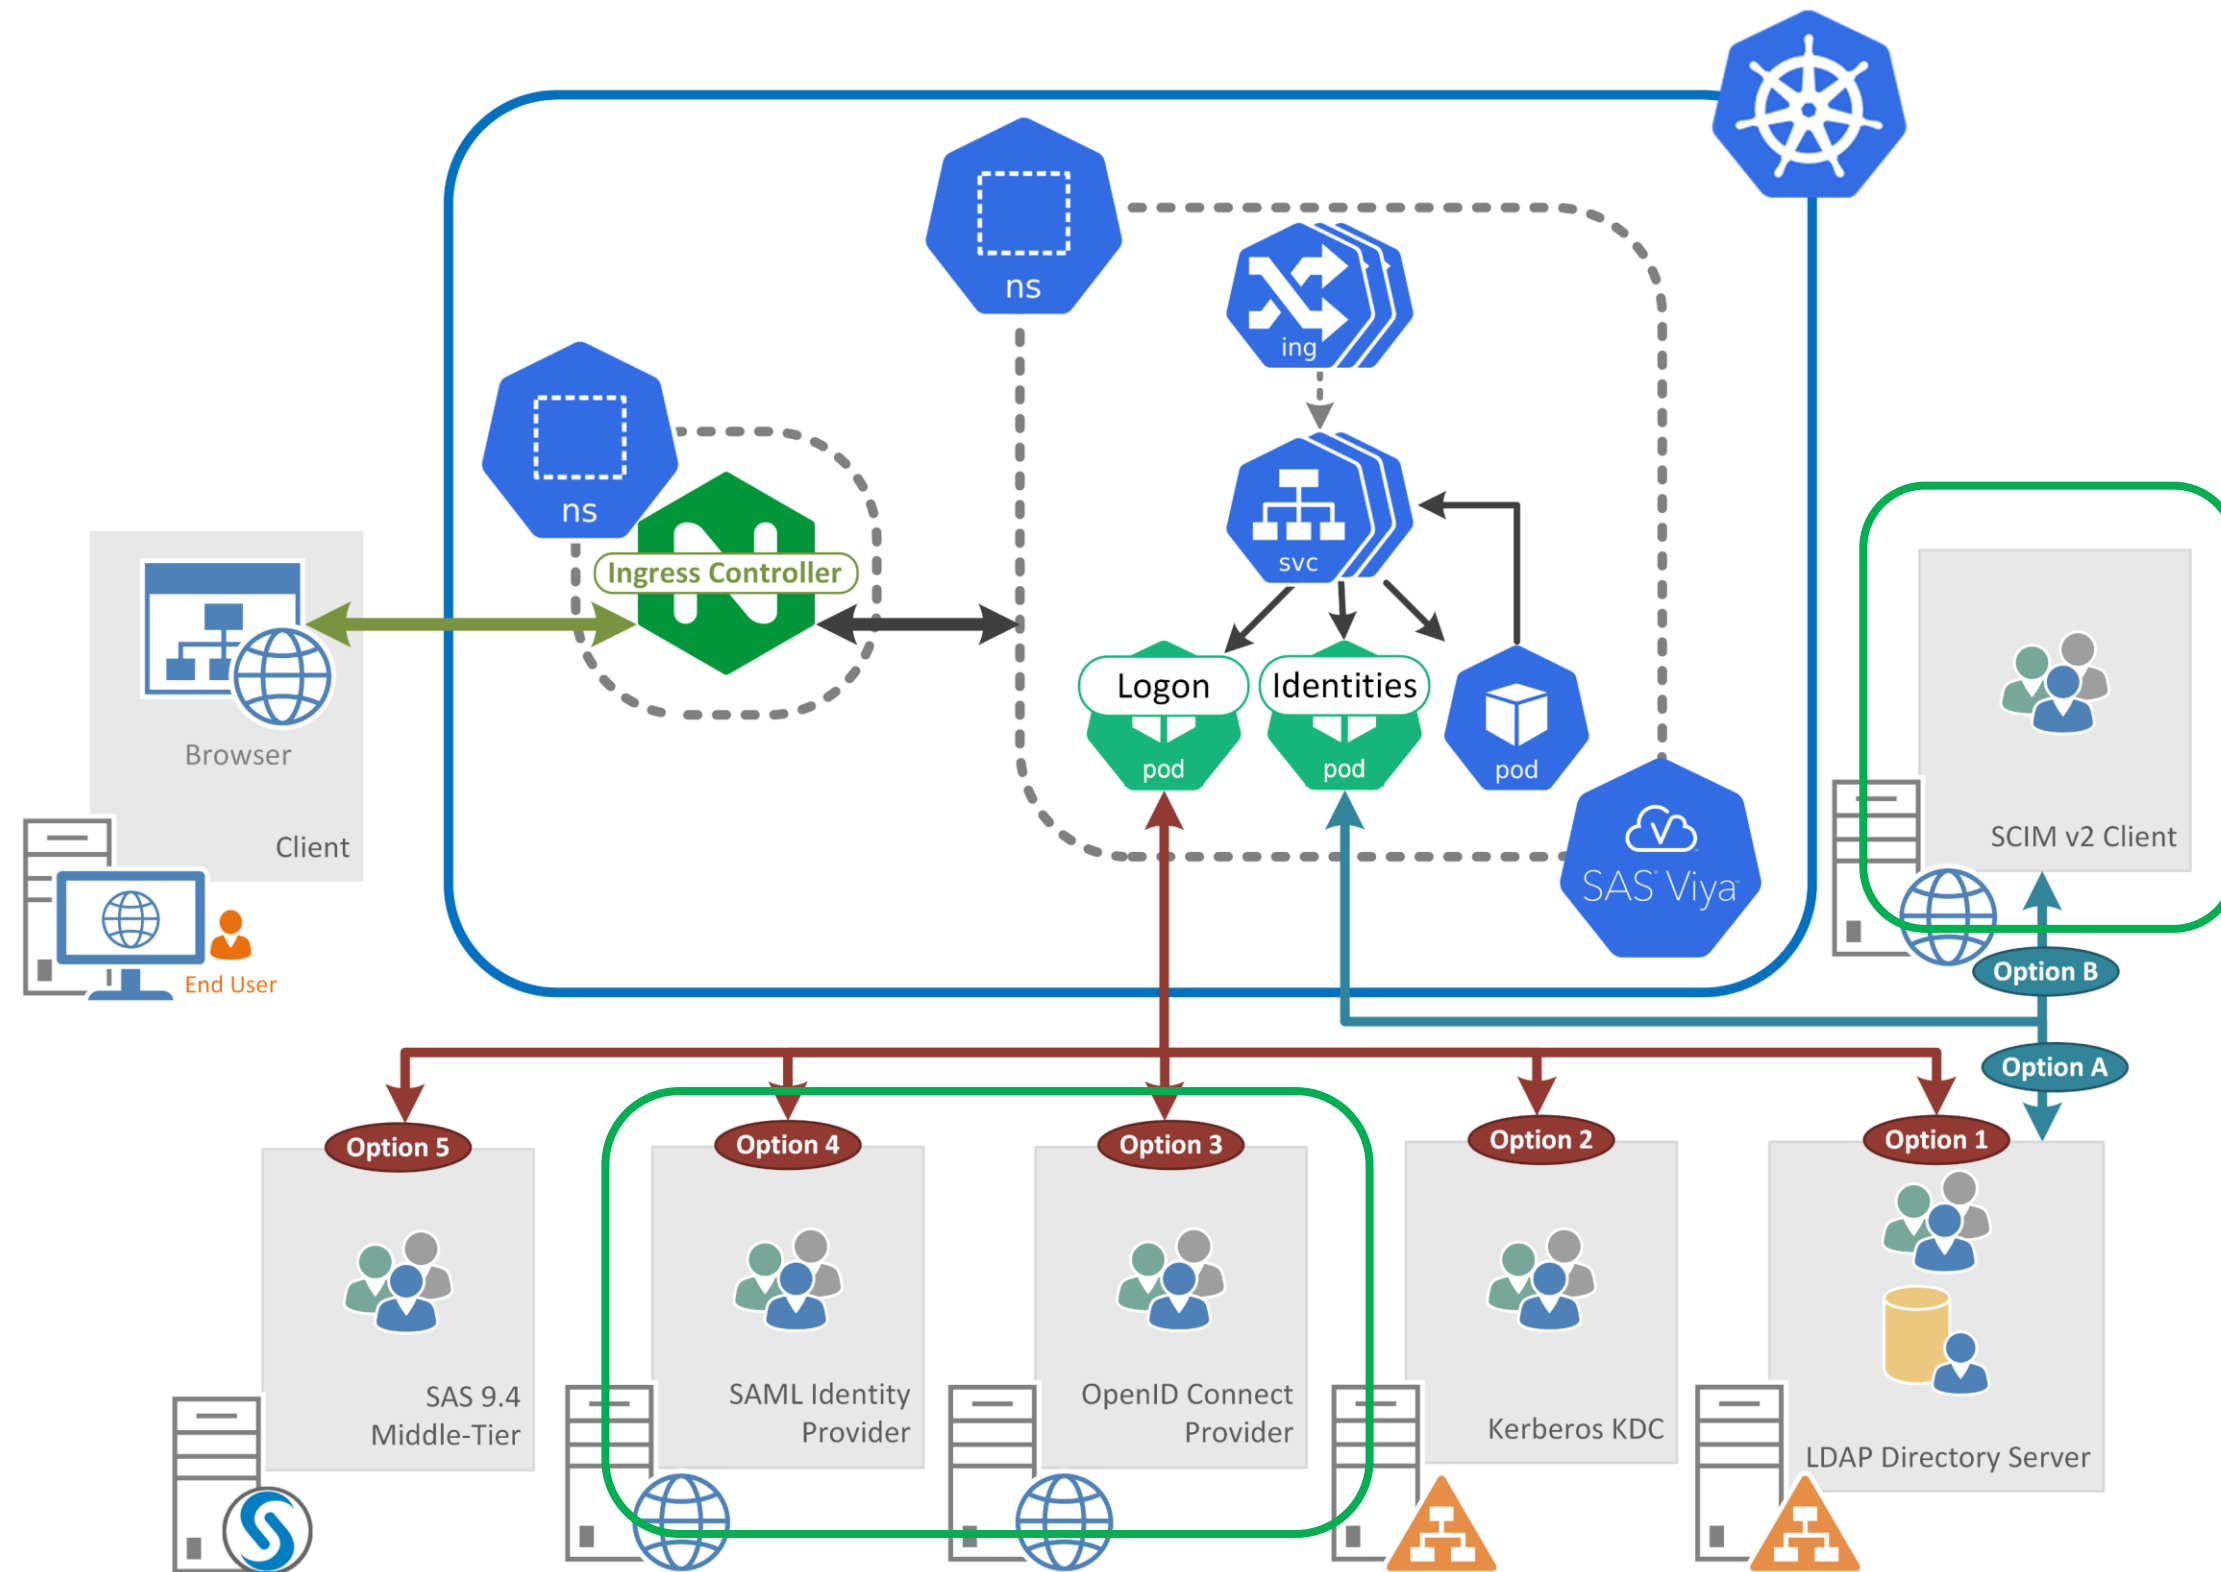 ns
ing
ns
Ingress Controller
svc
Logon
Identities
pod
pod
pod
SAS Viya
Browser
Client
End User
SCIM v2 Client
Option B
Option A
Option 5
Option 4
Option 3
Option 2
Option 1
SAS 9.4
Middle-Tier
SAML Identity
Provider
OpenID Connect
Provider
Kerberos KDC
LDAP Directory Server